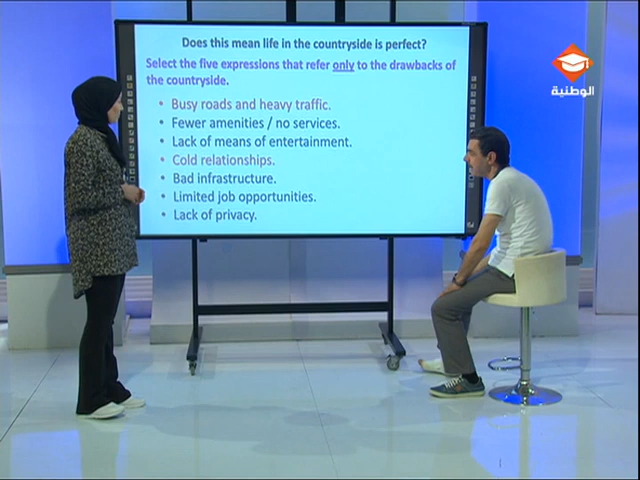 Does this mean life in the countryside is perfect?
Select the five expressions that refer only to the drawbacks of
the countryside.
• Busy roads and heavy traffic.
• Fewer amenities / no services.
• Lack of means of entertainment.
• Cold relationships.
• Bad infrastructure.
• Limited job opportunities.
• Lack of privacy.
الوطنية